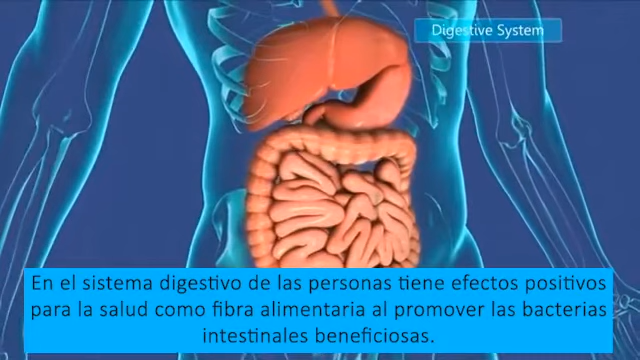 Digestive System
En el sistema digestivo de las personas tiene efectos positivos
para la salud como fibra alimentaria al promover las bacterias
intestinales beneficiosas.